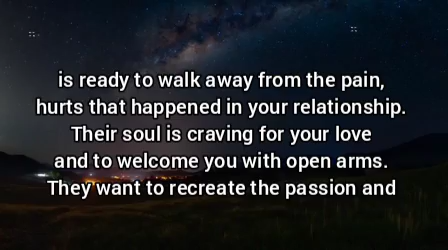 is ready to walk away from the pain,
hurts that happened in your relationship.
Their soul is craving for your love
and to welcome you with open arms.
They want to recreate the passion and